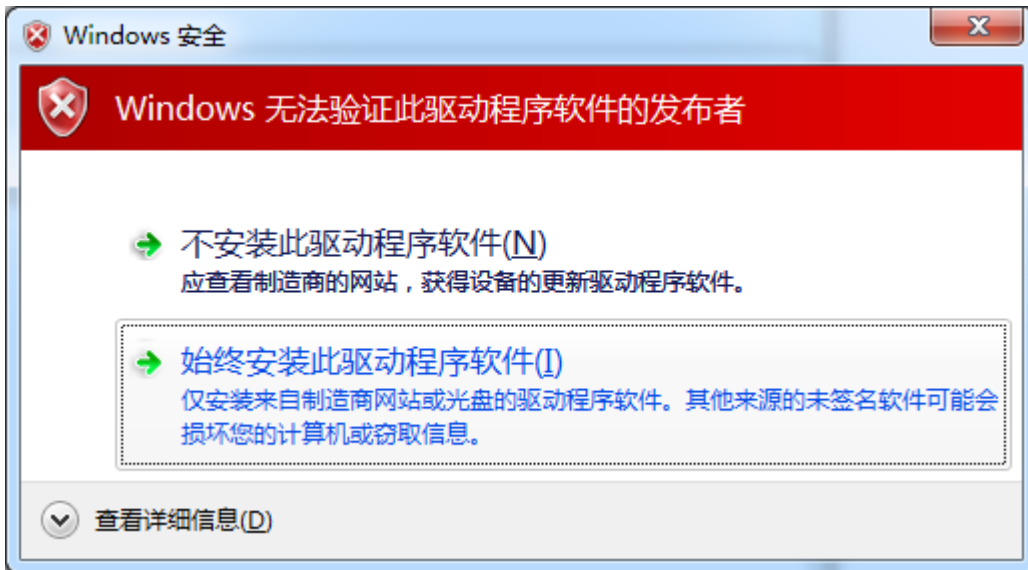 Windows 安全
Windows 无法验证此驱动程序软件的发布者
不安装此驱动程序软件(N)
应查看制造商的网站，获得设备的更新驱动程序软件。
始终安装此驱动程序软件(I)
仅安装来自制造商网站或光盘的驱动程序软件。其他来源的未签名软件可能会
损坏您的计算机或窃取信息。
查看详细信息(D)